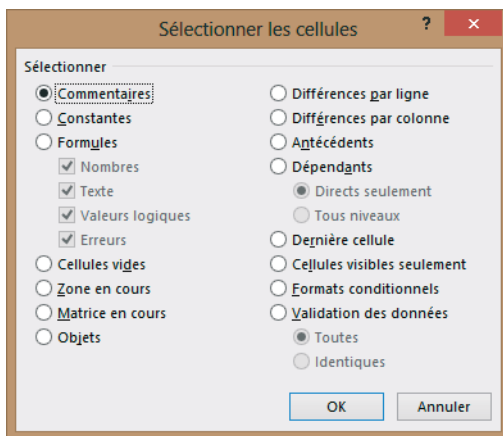 Sélectionner les cellules
?
×
Sélectionner
Commentaires
Constantes
Formules
Nombres
Texte
Valeurs logiques
Erreurs
Cellules vides
Zone en cours
Matrice en cours
Objets
Différences par ligne
Différences par colonne
Antécédents
Dépendants
Directs seulement
Tous niveaux
Dernière cellule
Cellules visibles seulement
Formats conditionnels
Validation des données
Toutes
Identiques
OK
Annuler